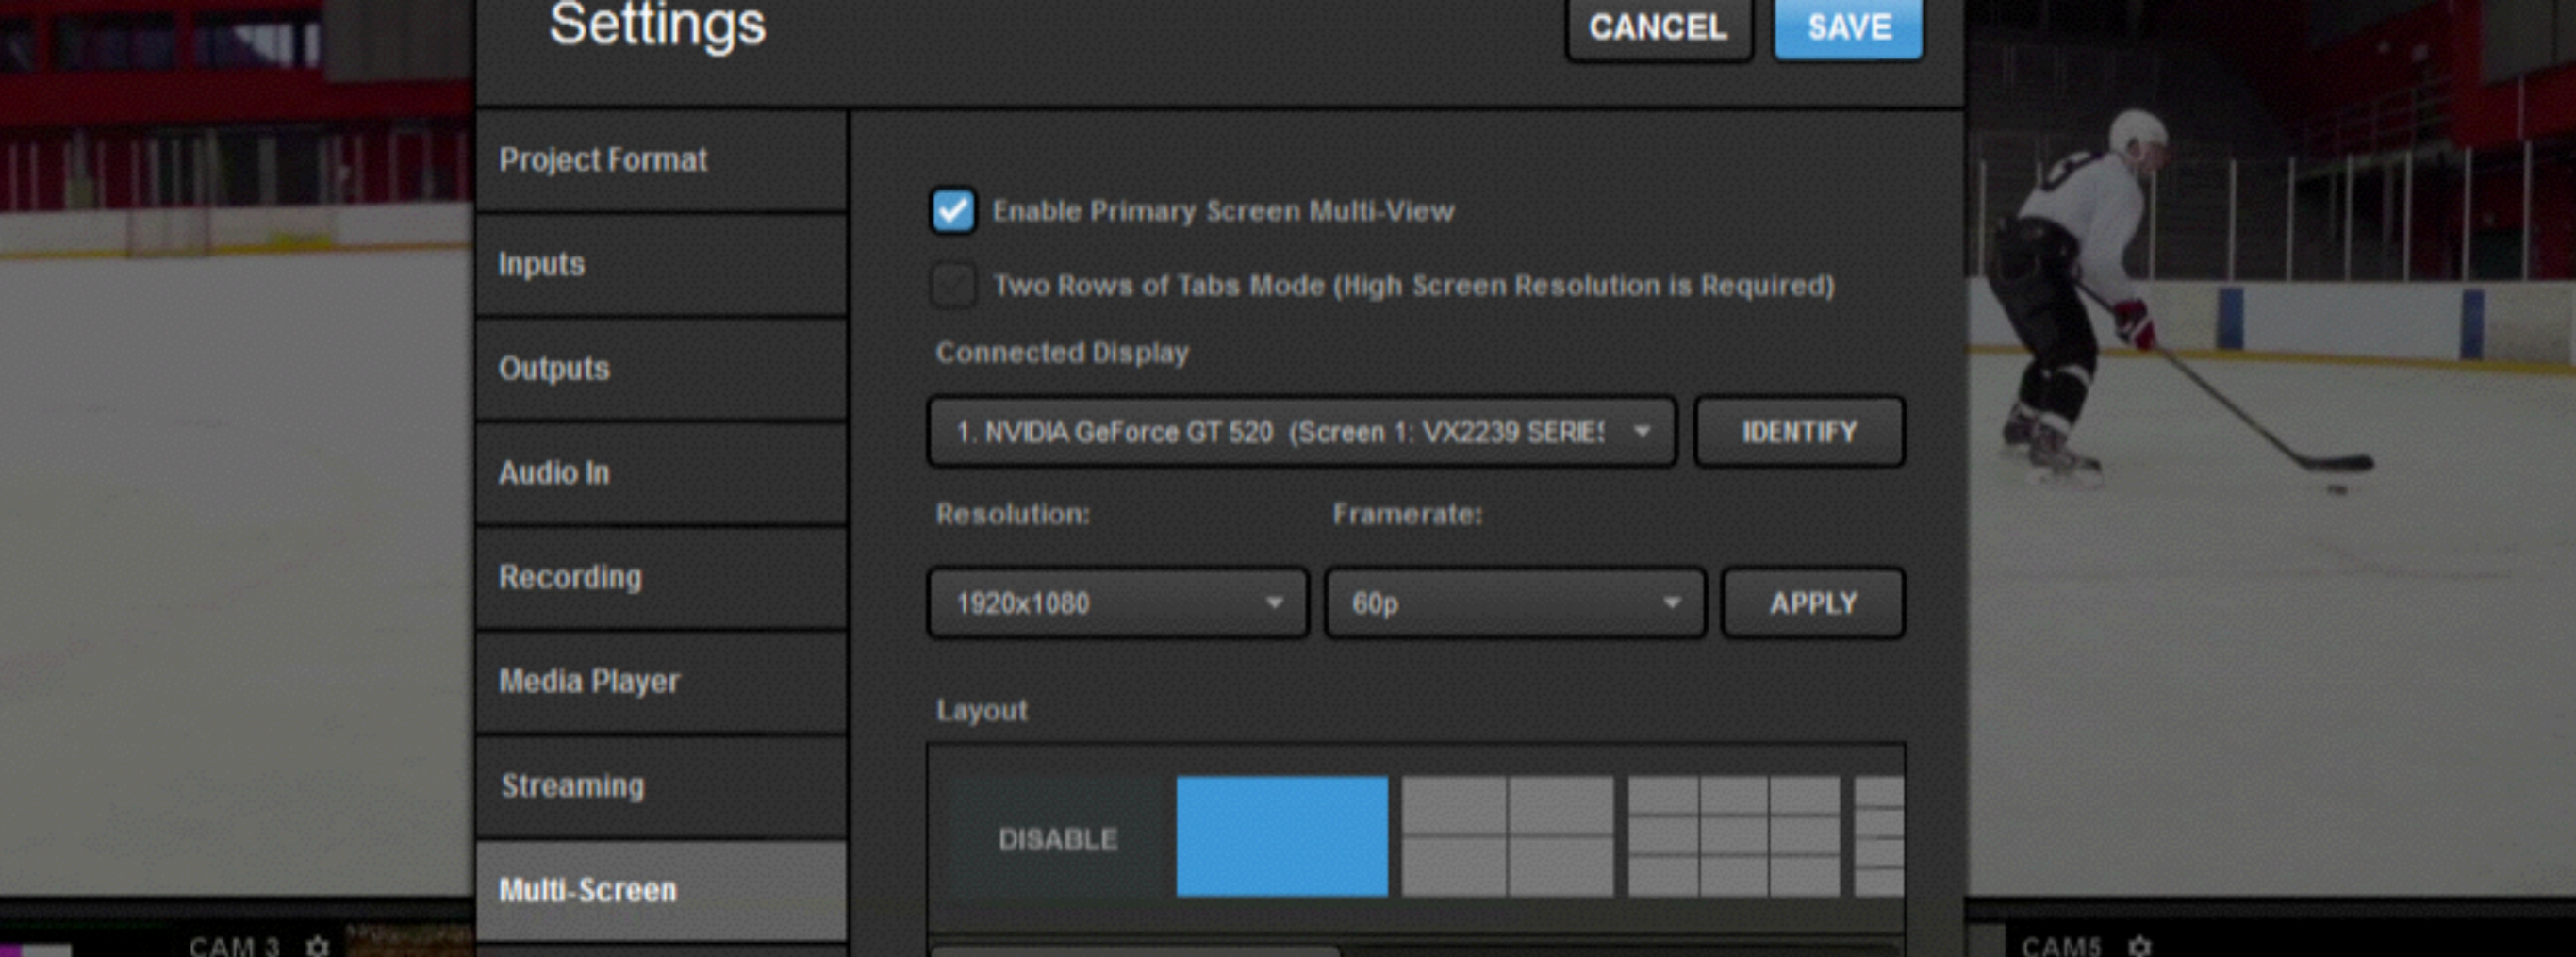 Settings
CANCEL
SAVE
Project Format
Inputs
Outputs
Audio In
Recording
Media Player
Streaming
Multi-Screen
Enable Primary Screen Multi-View
Two Rows of Tabs Mode (High Screen Resolution is Required)
Connected Display
1. NVIDIA GeForce GT 520 (Screen 1: VX2239 SERIES
IDENTIFY
Resolution:
Framerate:
1920x1080
60p
APPLY
Layout
DISABLE
CAM 3
CAM5